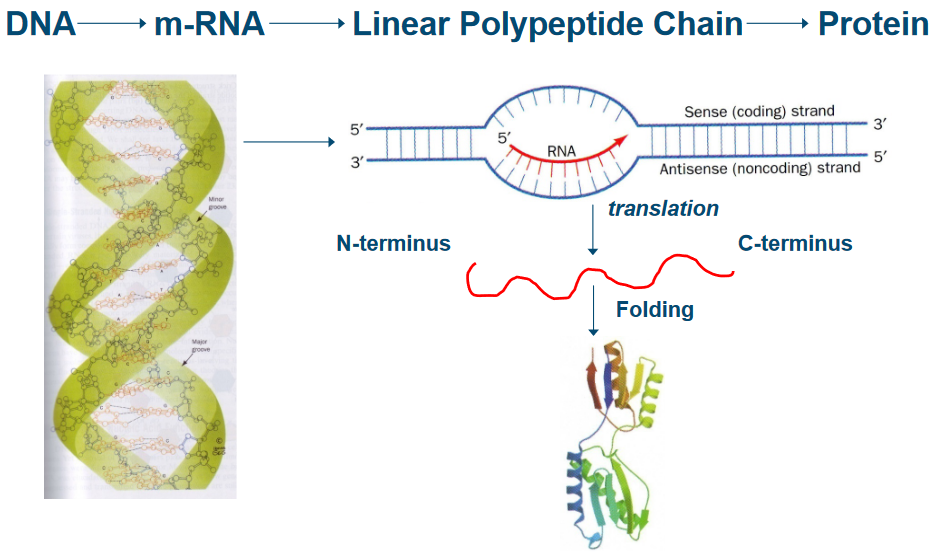 DNA → m-RNA → Linear Polypeptide Chain → Protein
Minor
groove
Major
groove
5′
3′
5′
RNA
Sense (coding) strand
3′
Antisense (noncoding) strand
5′
translation
N-terminus
C-terminus
Folding